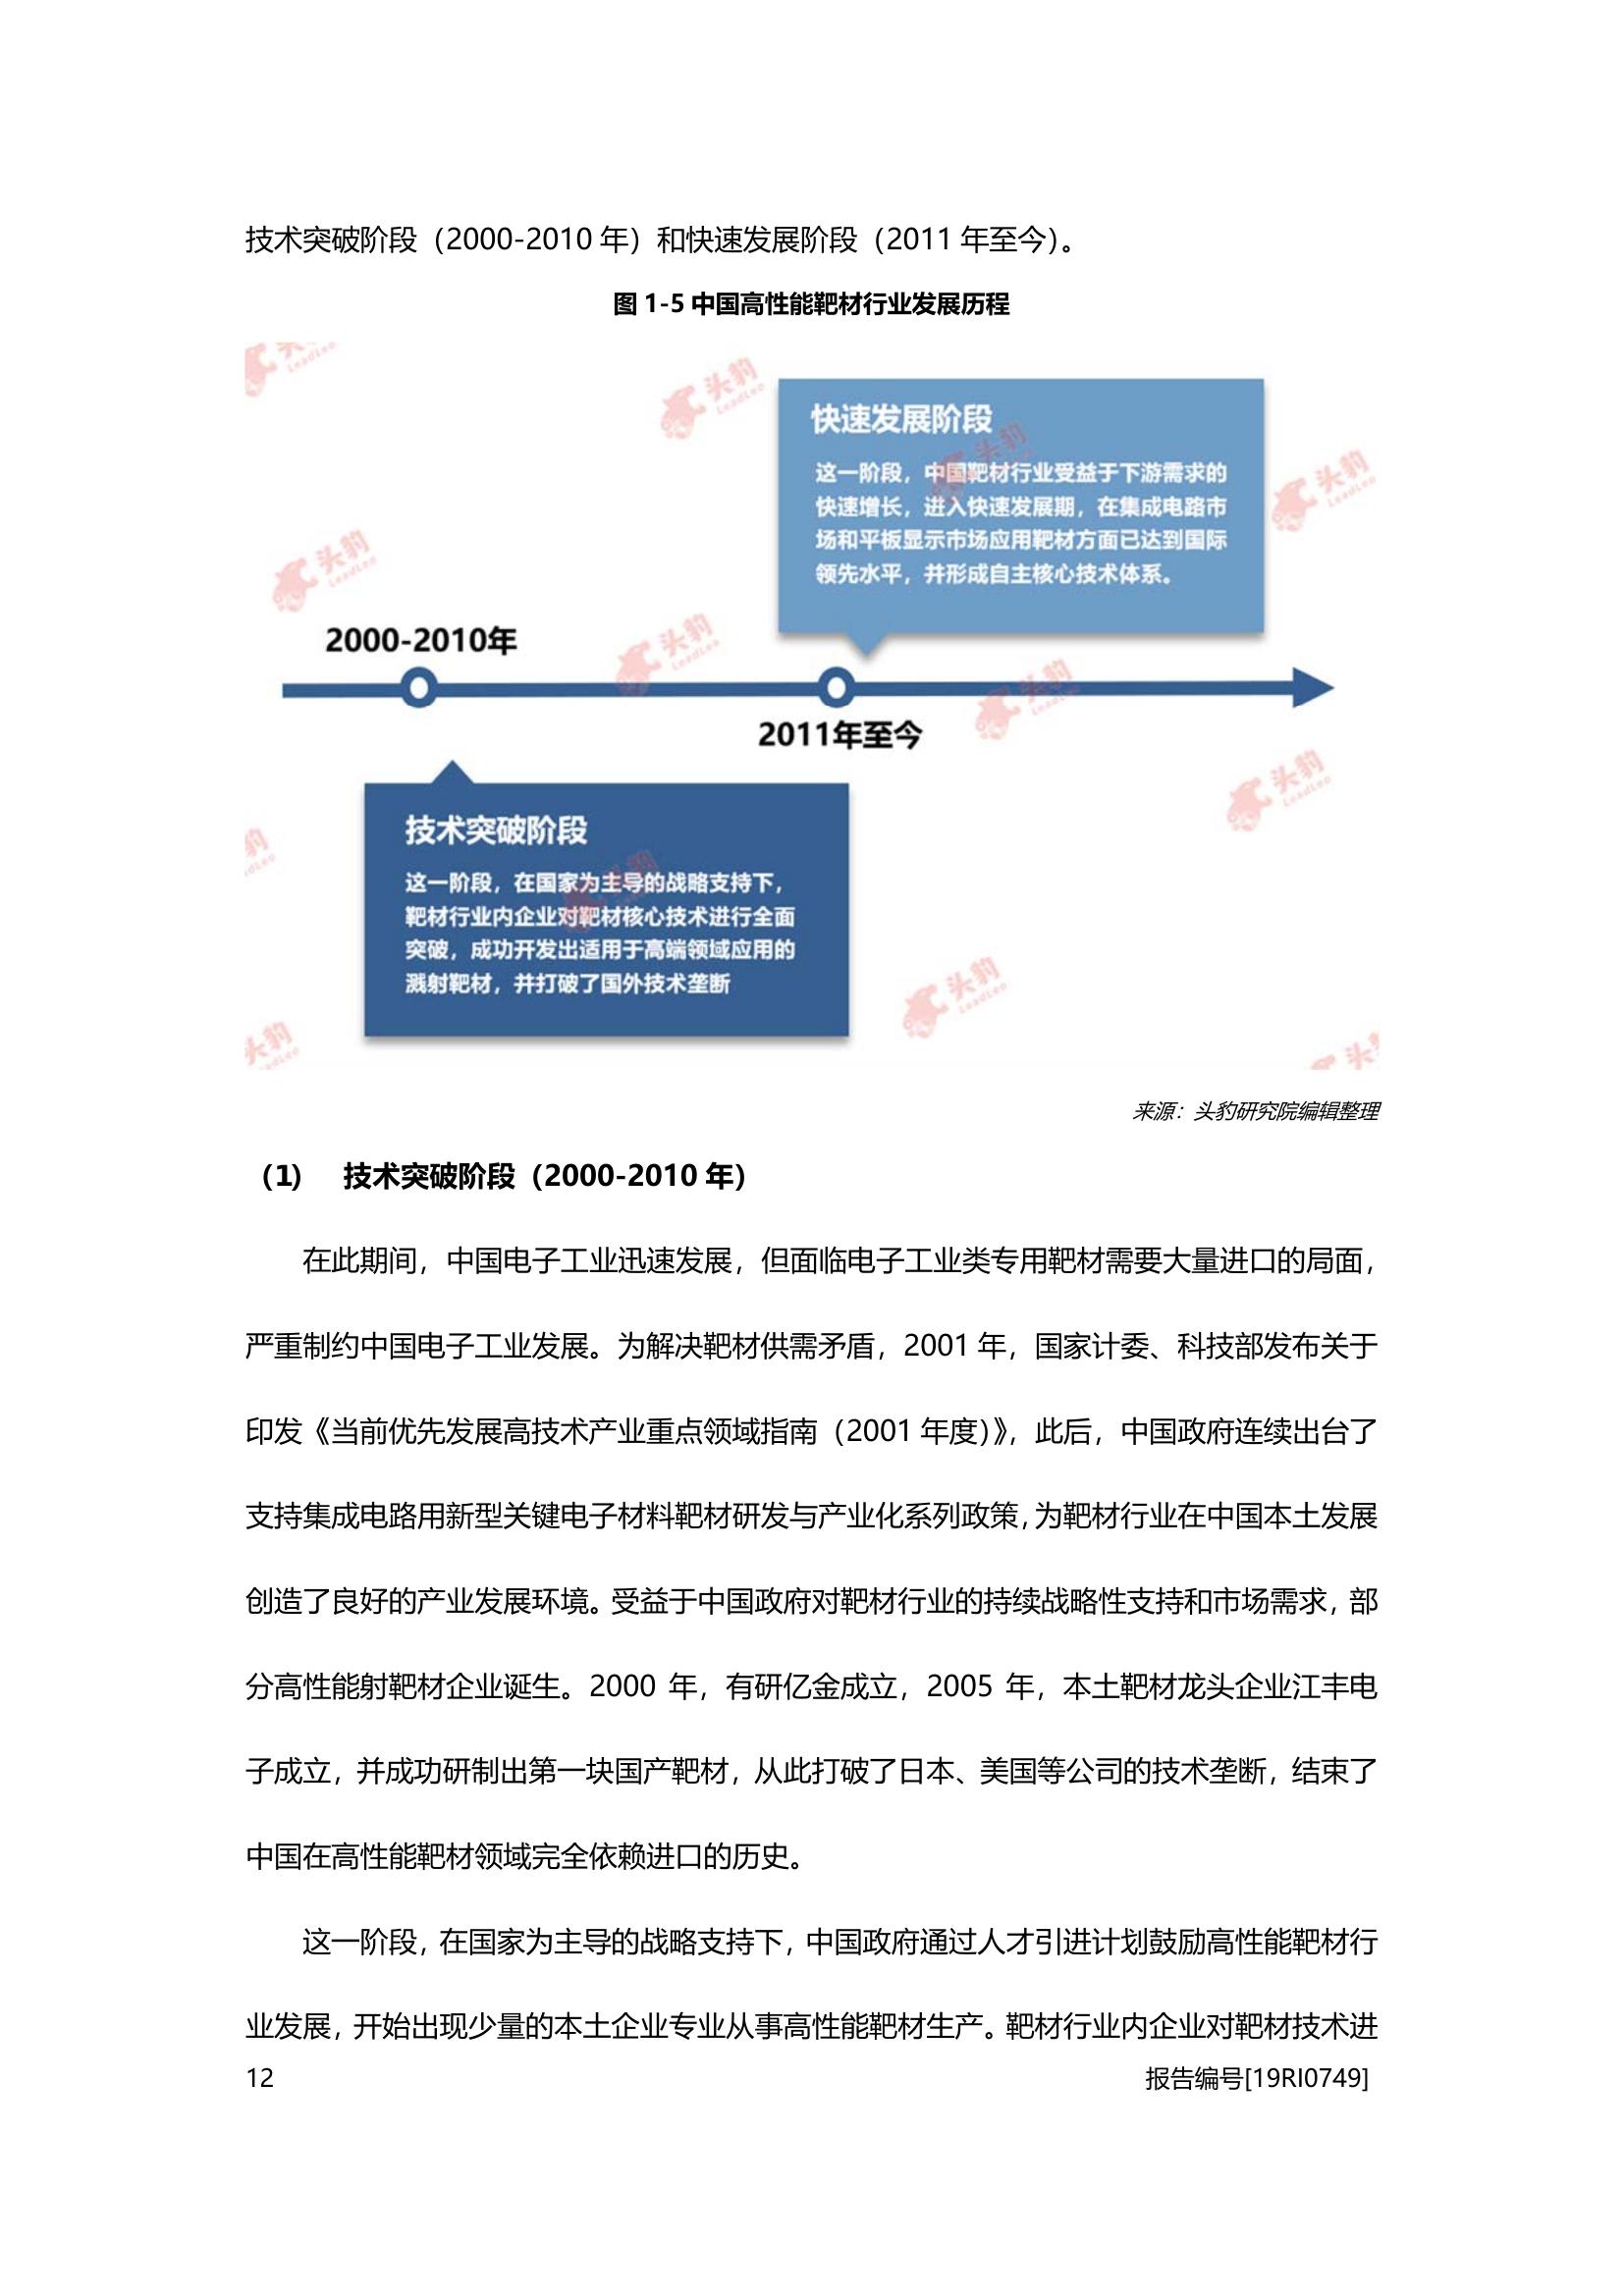 技术突破阶段（2000-2010 年）和快速发展阶段（2011 年至今）。
图 1-5 中国高性能靶材行业发展历程
快速发展阶段
这一阶段，中国靶材行业受益于下游需求的
快速增长，进入快速发展期，在集成电路市
场和平板显示市场应用靶材方面已达到国际
领先水平，并形成自主核心技术体系。
2000-2010年
2011年至今
技术突破阶段
这一阶段，在国家为主导的战略支持下，
靶材行业内企业对靶材核心技术进行全面
突破，成功开发出适用于高端领域应用的
溅射靶材，并打破了国外技术垄断
头豹
LeadLeo
来源：头豹研究院编辑整理
（1） 技术突破阶段（2000-2010 年）
在此期间，中国电子工业迅速发展，但面临电子工业类专用靶材需要大量进口的局面，
严重制约中国电子工业发展。为解决靶材供需矛盾，2001 年，国家计委、科技部发布关于
印发《当前优先发展高技术产业重点领域指南（2001 年度）》，此后，中国政府连续出台了
支持集成电路用新型关键电子材料靶材研发与产业化系列政策，为靶材行业在中国本土发展
创造了良好的产业发展环境。受益于中国政府对靶材行业的持续战略性支持和市场需求，部
分高性能射靶材企业诞生。2000 年，有研亿金成立，2005 年，本土靶材龙头企业江丰电
子成立，并成功研制出第一块国产靶材，从此打破了日本、美国等公司的技术垄断，结束了
中国在高性能靶材领域完全依赖进口的历史。
这一阶段，在国家为主导的战略支持下，中国政府通过人才引进计划鼓励高性能靶材行
业发展，开始出现少量的本土企业专业从事高性能靶材生产。靶材行业内企业对靶材技术进
12
报告编号[19RI0749]